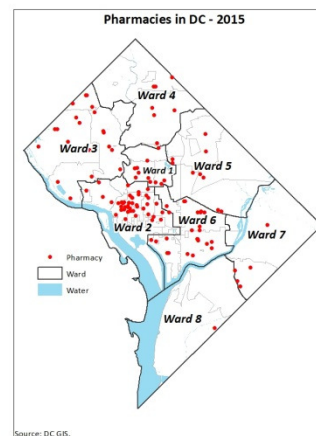 Pharmacies in DC - 2015
Ward 4
Ward 3
Ward 1
Ward 5
Ward 2
Ward 6
Ward 7
Pharmacy
Ward
Water
Ward 8
Source: DC GIS.